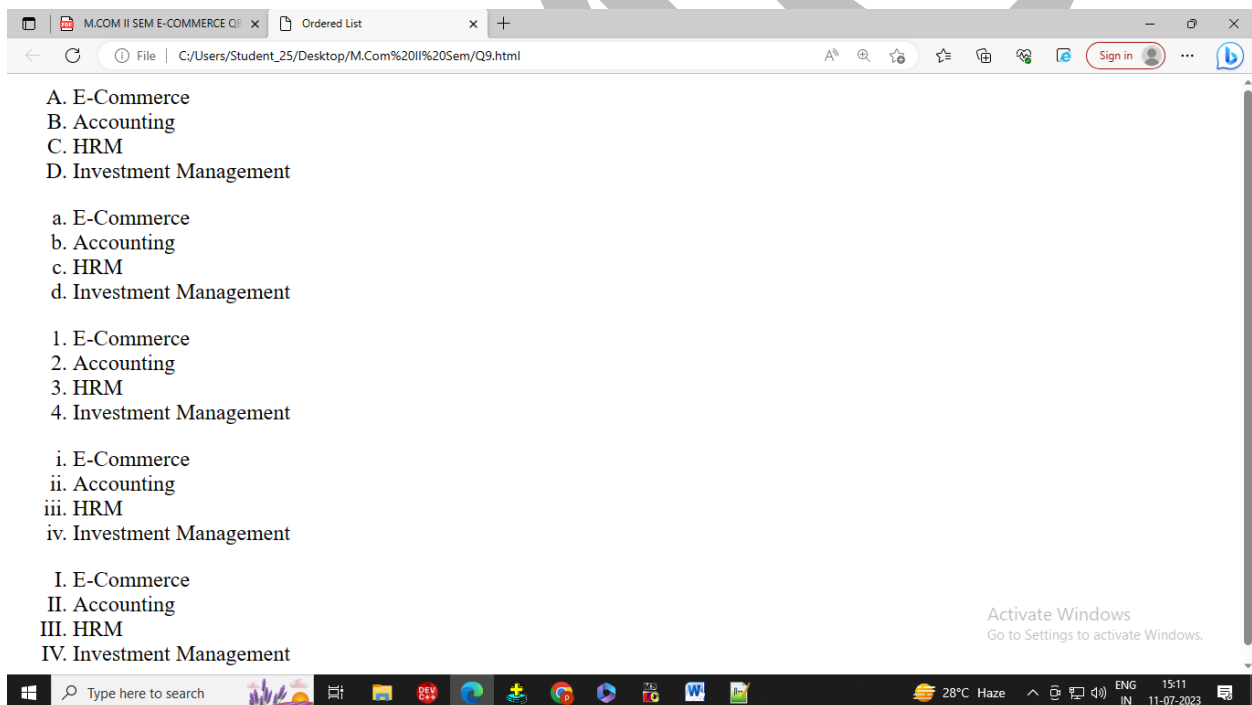 M.COM II SEM E-COMMERCE QB
Ordered List
File
C:/Users/Student_25/Desktop/M.Com%20II%20Sem/Q9.html
Sign in
A. E-Commerce
B. Accounting
C. HRM
D. Investment Management
a. E-Commerce
b. Accounting
c. HRM
d. Investment Management
1. E-Commerce
2. Accounting
3. HRM
4. Investment Management
i. E-Commerce
ii. Accounting
iii. HRM
iv. Investment Management
I. E-Commerce
II. Accounting
III. HRM
IV. Investment Management
Activate Windows
Go to Settings to activate Windows.
Type here to search
DEV C++
28°C Haze
ENG
IN
15:11
11-07-2023